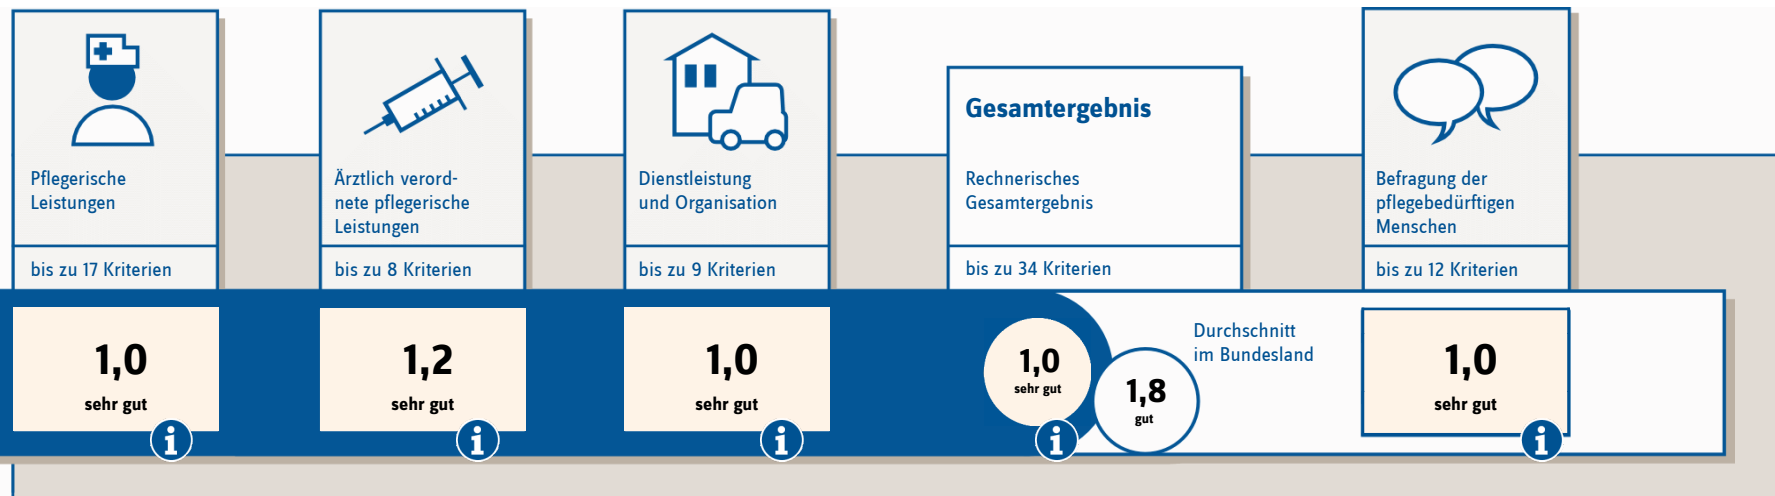 Pflegerische
Leistungen
bis zu 17 Kriterien
1,0
sehr gut
i
Ärztlich verord-
nete pflegerische
Leistungen
bis zu 8 Kriterien
1,2
sehr gut
i
Dienstleistung
und Organisation
bis zu 9 Kriterien
1,0
sehr gut
i
Gesamtergebnis
Rechnerisches
Gesamtergebnis
bis zu 34 Kriterien
1,0
sehr gut
i
1,8
gut
Durchschnitt
im Bundesland
Befragung der
pflegebedürftigen
Menschen
bis zu 12 Kriterien
1,0
sehr gut
i